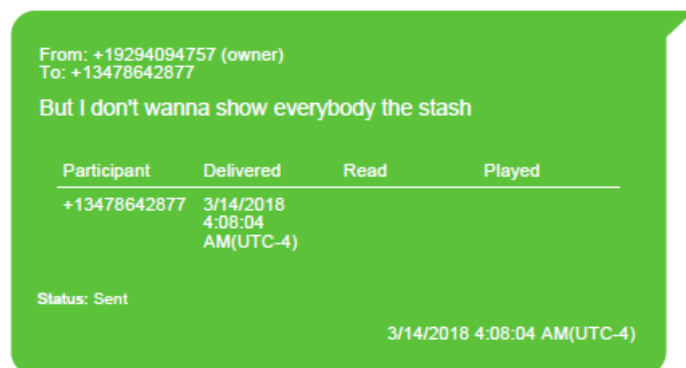 From: +19294094757 (owner)
To: +13478642877
But I don't wanna show everybody the stash
Participant Delivered Read Played
+13478642877 3/14/2018
4:08:04
AM(UTC-4)
Status: Sent
3/14/2018 4:08:04 AM(UTC-4)